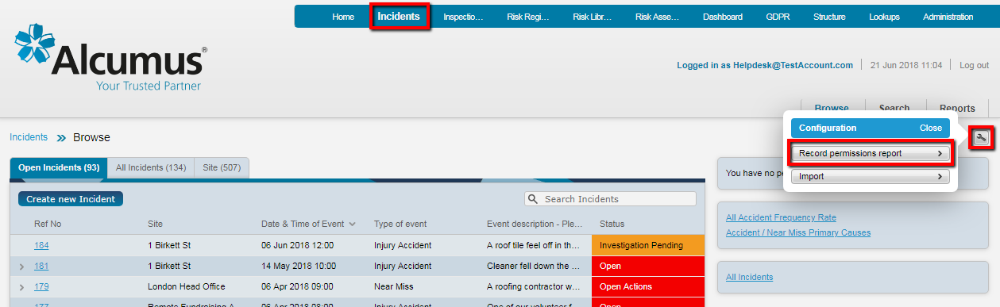 Home Incidents Inspectio... Risk Regi... Risk Libr... Risk Asse... Dashboard GDPR Structure Lookups Administration
Alcumus®
Your Trusted Partner
Logged in as Helpdesk@TestAccount.com 21 Jun 2018 11:04 Log out
Browse Search Reports
Configuration Close
Record permissions report
Import
Incidents » Browse
Open Incidents (93) All Incidents (134) Site (507)
You have no
Create new Incident Search Incidents
Ref No Site Date & Time of Event Type of event Event description - Ple... Status
184 1 Birkett St 06 Jun 2018 12:00 Injury Accident A roof tile feel off in th... Investigation Pending
181 1 Birkett St 14 May 2018 10:00 Injury Accident Cleaner fell down the ... Open
179 London Head Office 06 Apr 2018 09:00 Near Miss A roofing contractor w... Open Actions
177 Remote Fundraising A 06 Apr 2018 08:00 Injury Accident One of our volunteer f... Open
All Accident Frequency Rate
Accident / Near Miss Primary Causes
All Incidents